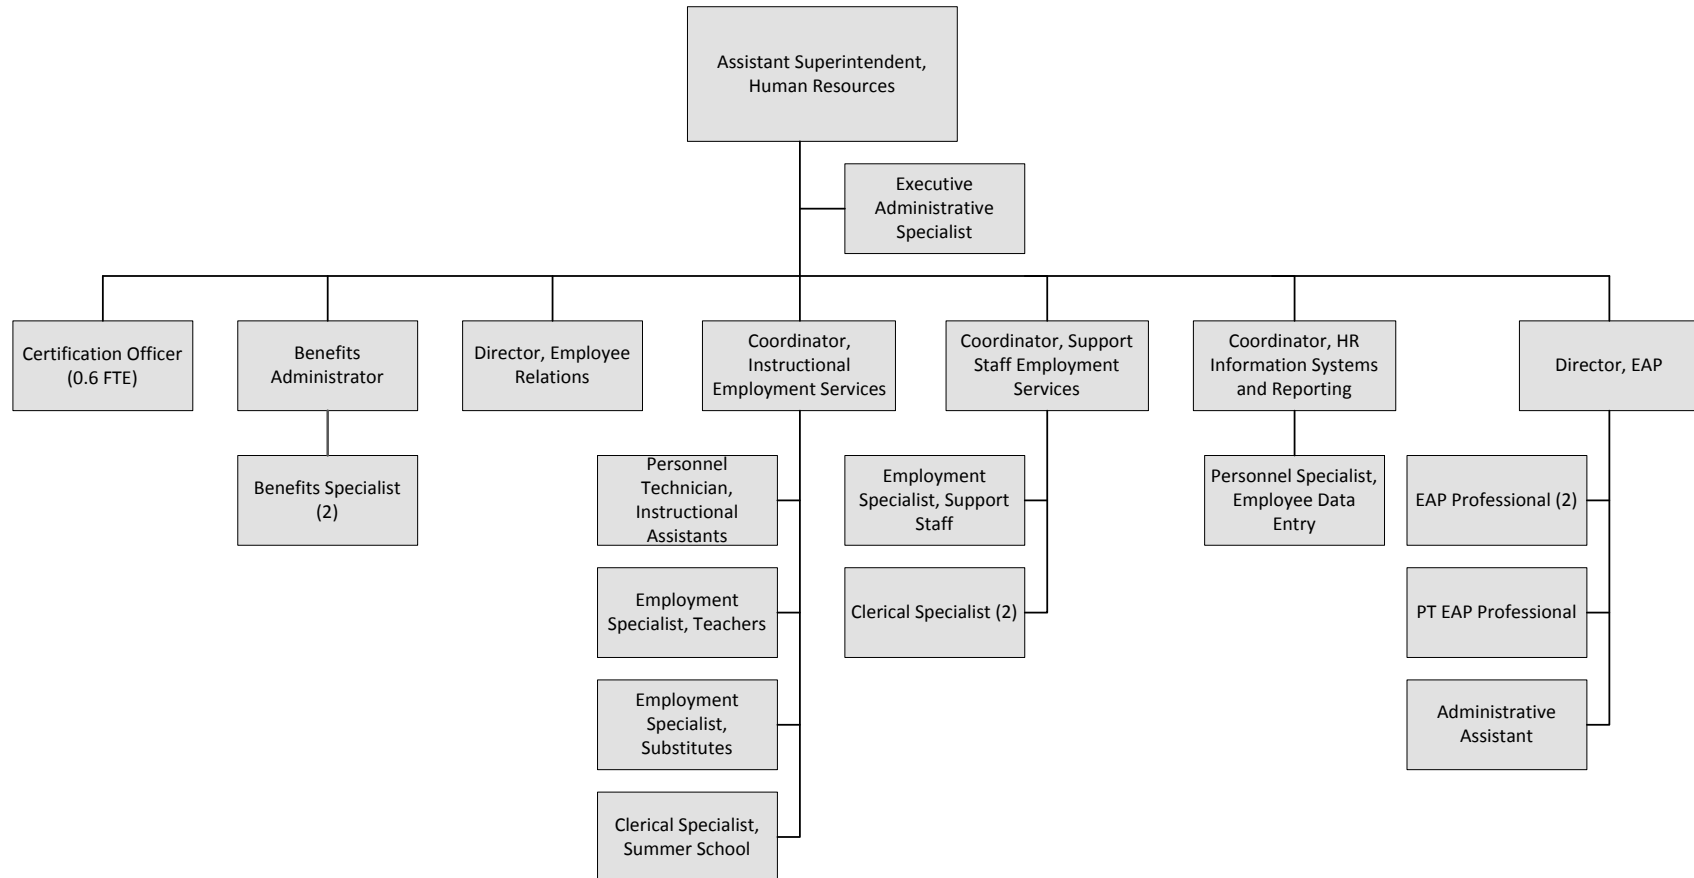 Assistant Superintendent,
Human Resources
Executive
Administrative
Specialist
Certification Officer
(0.6 FTE)
Benefits
Administrator
Director, Employee
Relations
Coordinator,
Instructional
Employment Services
Coordinator, Support
Staff Employment
Services
Coordinator, HR
Information Systems
and Reporting
Director, EAP
Benefits Specialist
(2)
Personnel
Technician,
Instructional
Assistants
Employment
Specialist, Support
Staff
Personnel Specialist,
Employee Data
Entry
EAP Professional (2)
Employment
Specialist, Teachers
Clerical Specialist (2)
PT EAP Professional
Employment
Specialist,
Substitutes
Administrative
Assistant
Clerical Specialist,
Summer School